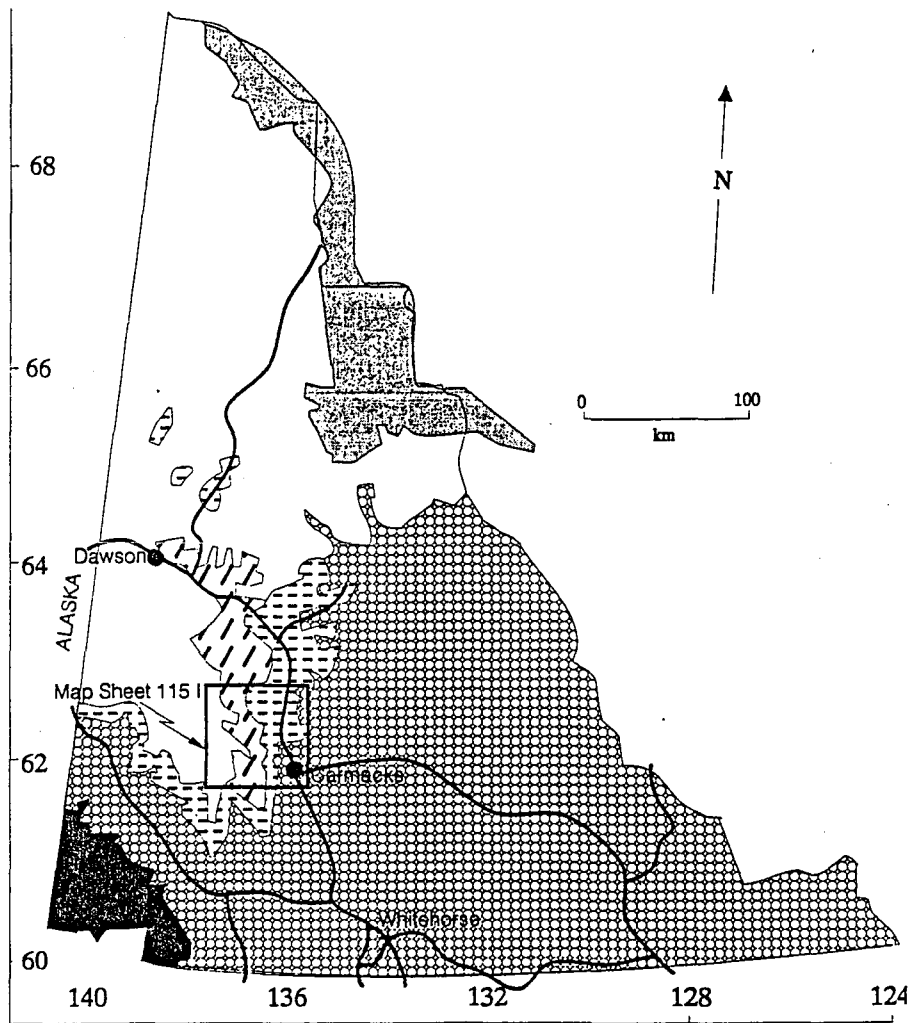 68
N
66
0 100
km
64
Dawson
ALASKA
Map Sheet 115 I
62
Carmacks
Whitehorse
60
140 136 132 128 124